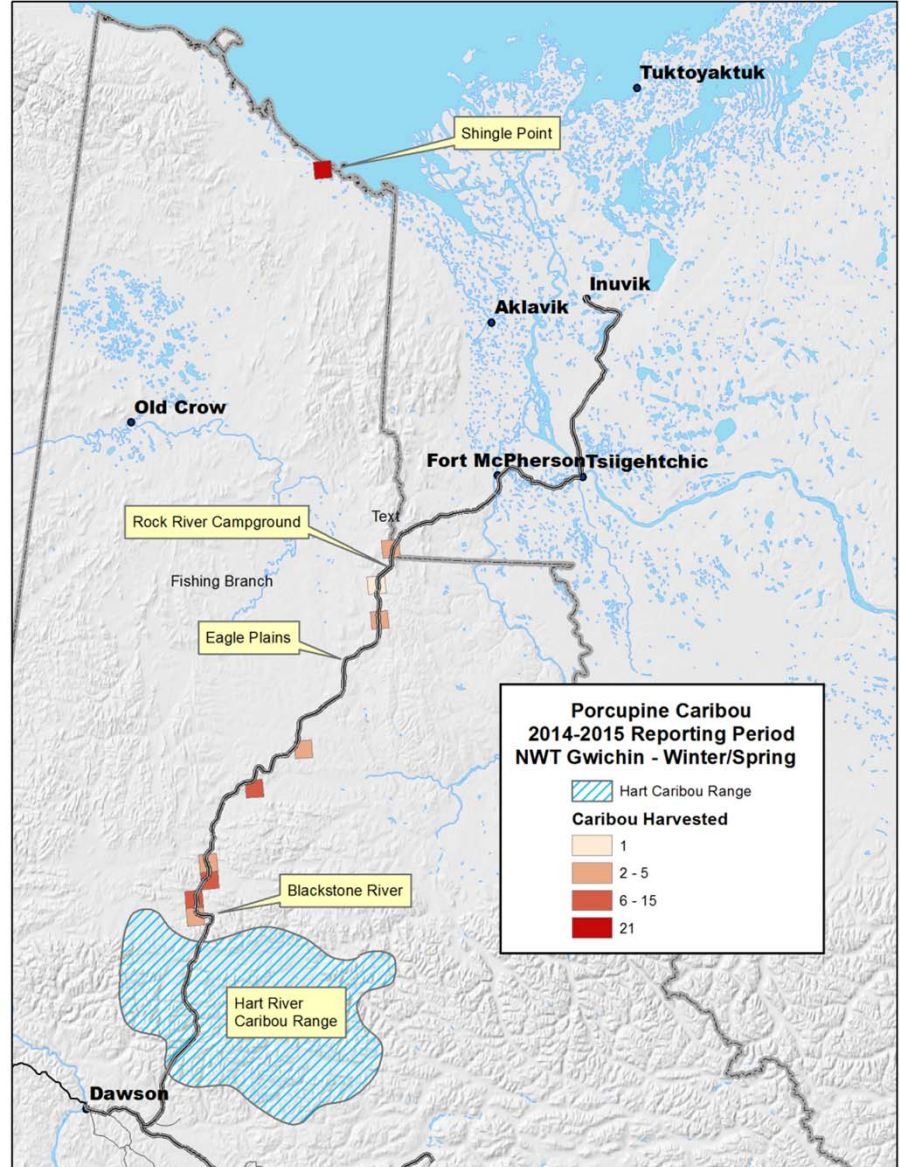 Tuktoyaktuk
Shingle Point
Inuvik
Aklavik
Old Crow
Fort McPherson
Tsiigehtchic
Rock River Campground
Text
Fishing Branch
Eagle Plains
Porcupine Caribou
2014-2015 Reporting Period
NWT Gwichin - Winter/Spring
Hart Caribou Range
Caribou Harvested
1
2 - 5
6 - 15
21
Blackstone River
Hart River
Caribou Range
Dawson